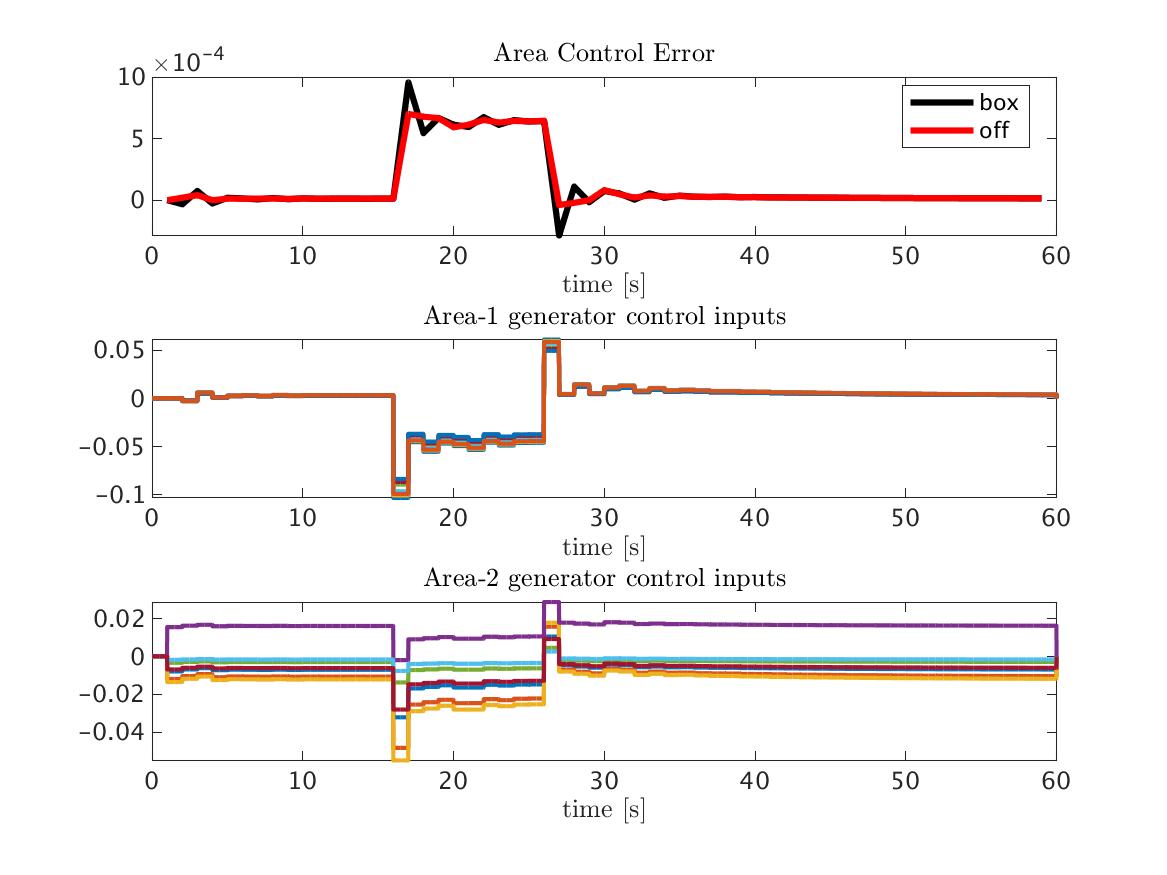 Area Control Error
×10⁻⁴
10
5
0
box
off
0 10 20 30 40 50 60
time [s]
Area-1 generator control inputs
0.05
0
−0.05
−0.1
0 10 20 30 40 50 60
time [s]
Area-2 generator control inputs
0.02
0
−0.02
−0.04
0 10 20 30 40 50 60
time [s]